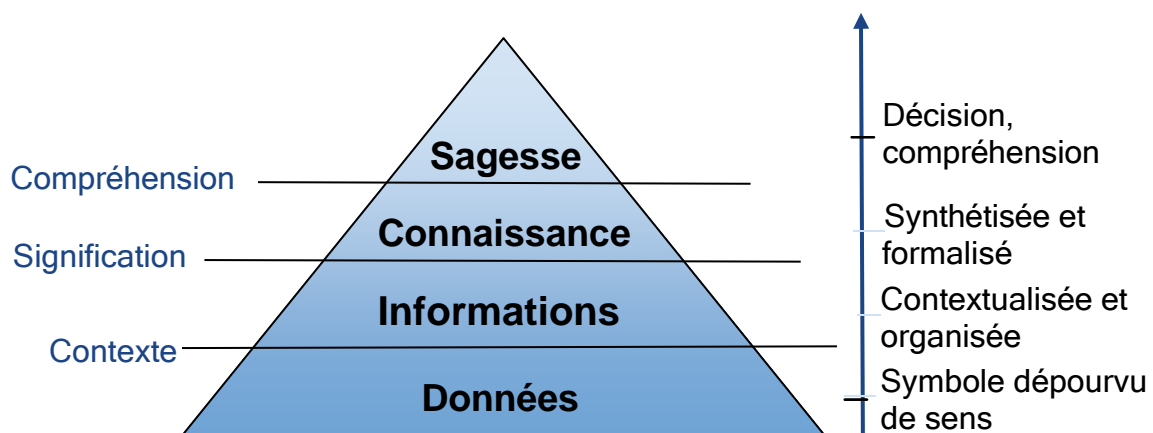 Décision,
compréhension
Sagesse
Compréhension
Synthétisée et
formalisé
Connaissance
Signification
Contextualisée et
organisée
Informations
Contexte
Symbole dépourvu
de sens
Données